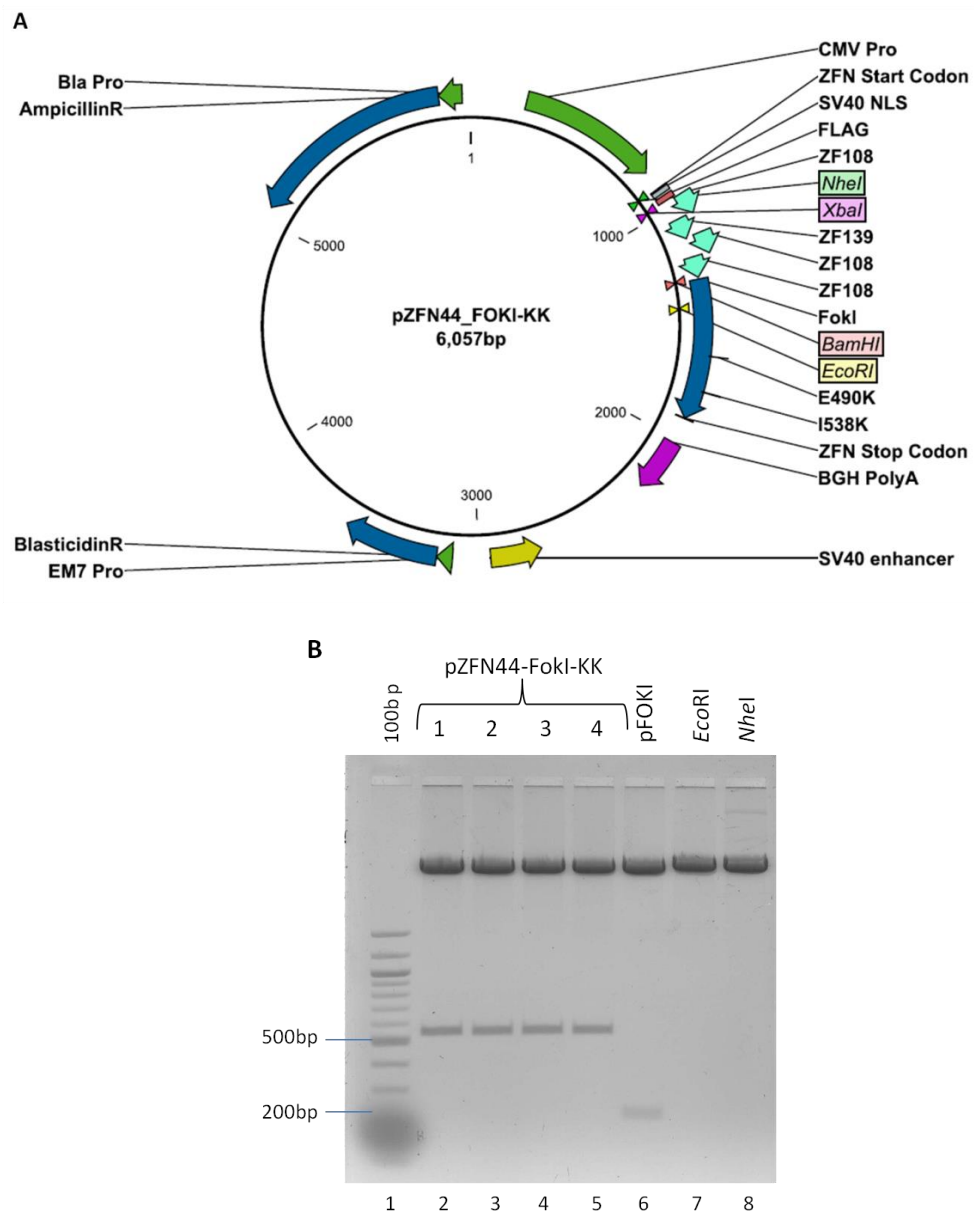 A
Bla Pro
AmpicillinR
CMV Pro
ZFN Start Codon
SV40 NLS
FLAG
ZF108
NheI
XbaI
ZF139
ZF108
ZF108
FokI
BamHI
EcoRI
E490K
I538K
ZFN Stop Codon
BGH PolyA
SV40 enhancer
BlasticidinR
EM7 Pro
1
1000
2000
3000
4000
5000
pZFN44_FOKI-KK
6,057bp
B
pZFN44-FokI-KK
100bp
1 2 3 4
pFOKI
EcoRI
NheI
500bp
200bp
1 2 3 4 5 6 7 8